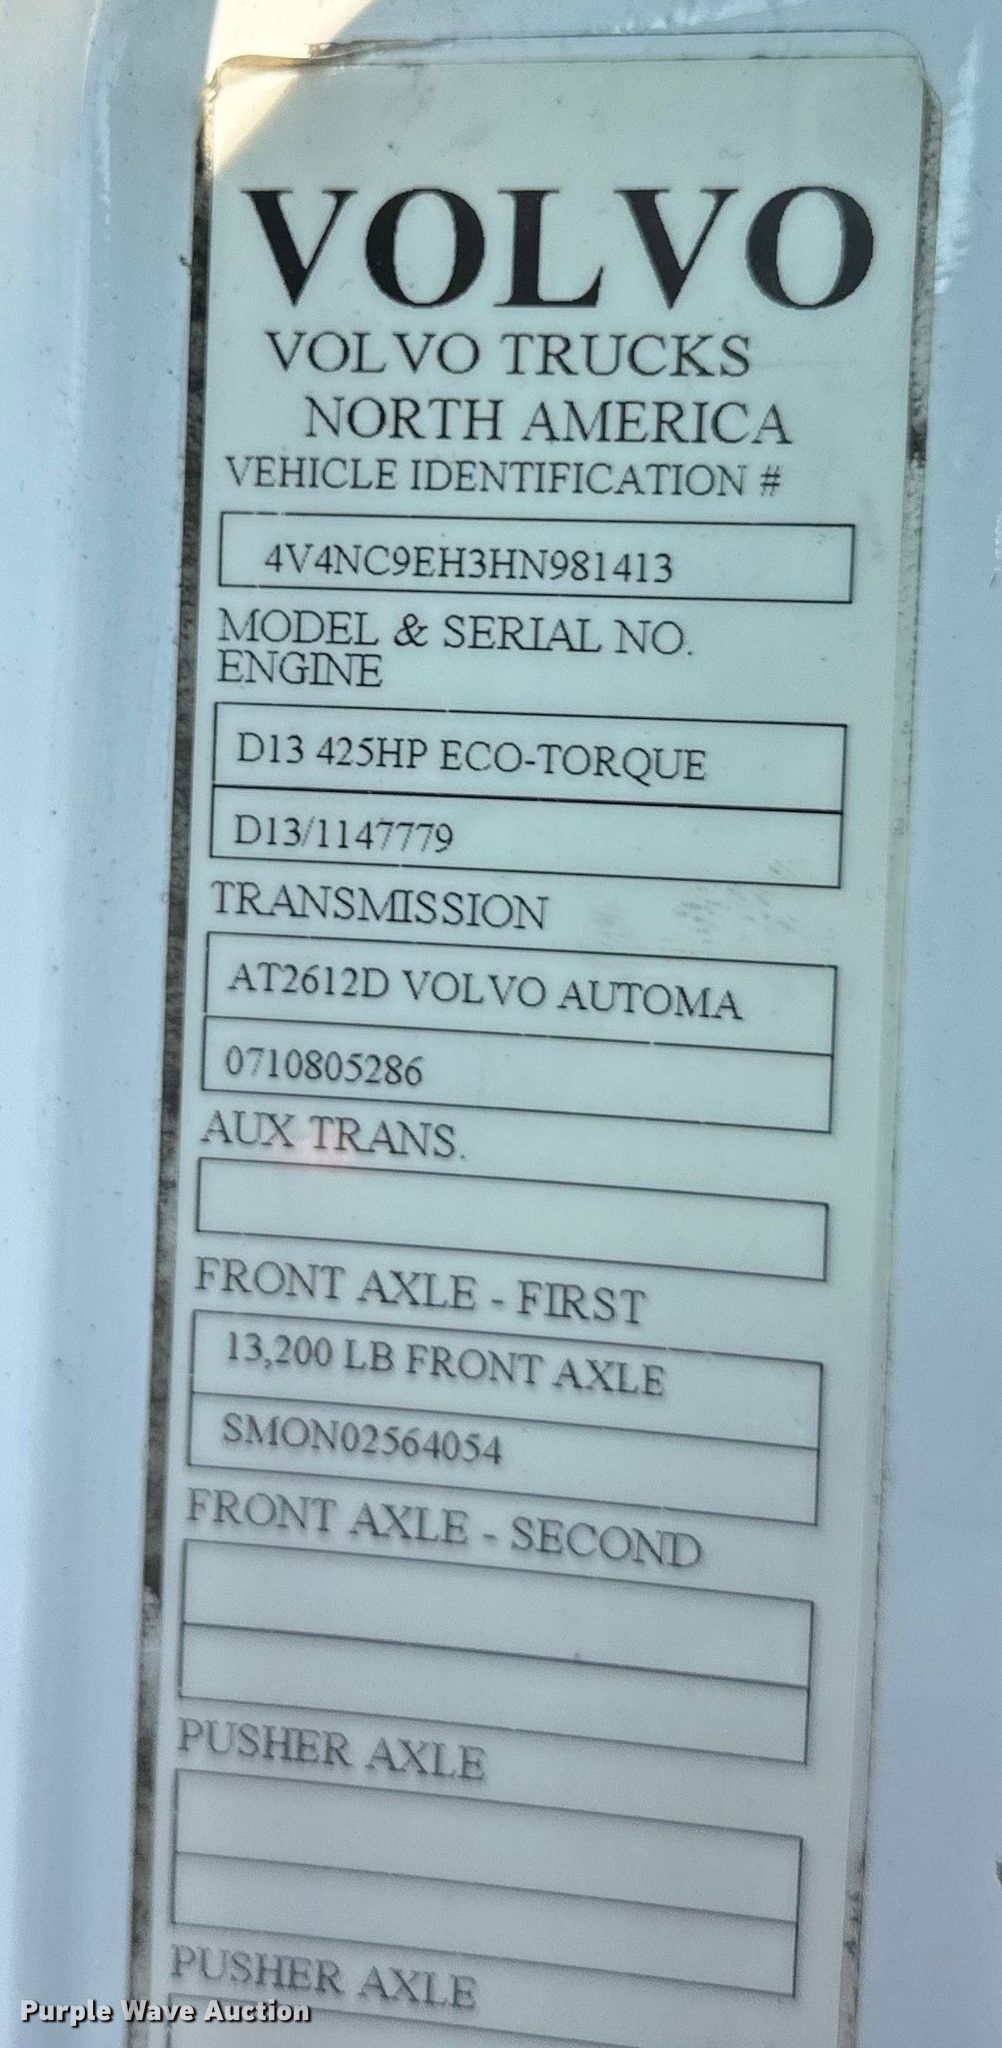 VOLVO
VOLVO TRUCKS
NORTH AMERICA
VEHICLE IDENTIFICATION #
4V4NC9EH3HN981413
MODEL & SERIAL NO.
ENGINE
D13 425HP ECO-TORQUE
D13/1147779
TRANSMISSION
AT2612D VOLVO AUTOMA
0710805286
AUX TRANS.
FRONT AXLE - FIRST
13,200 LB FRONT AXLE
SMON02564054
FRONT AXLE - SECOND
PUSHER AXLE
PUSHER AXLE
Purple Wave Auction